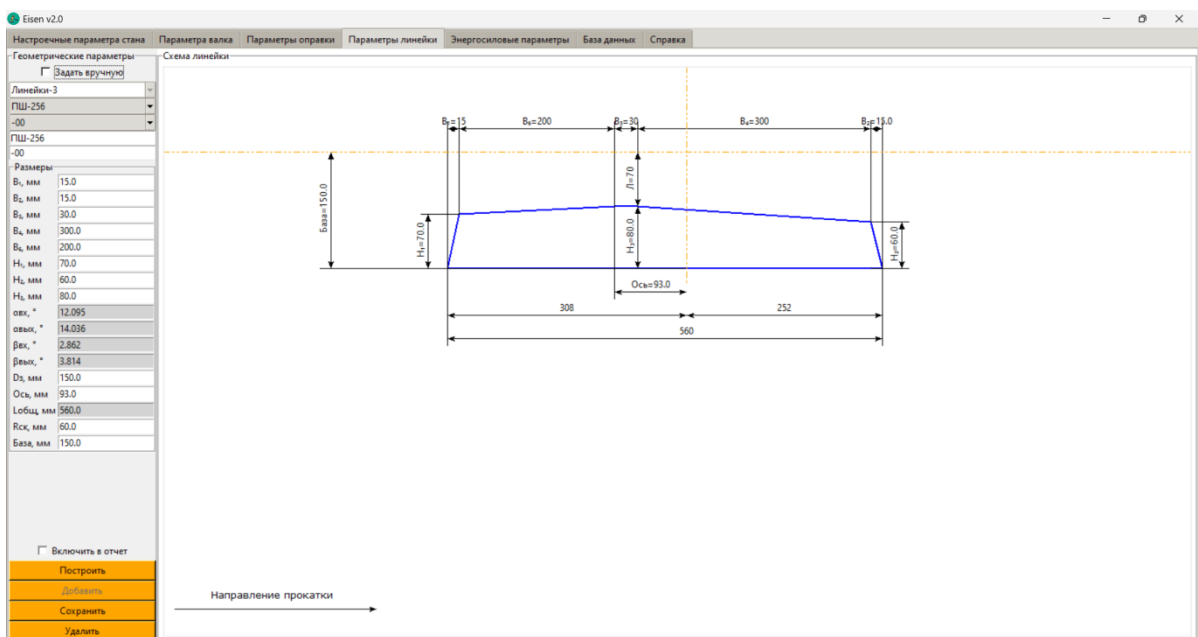 Eisen v2.0
Настроечные параметра стана Параметра валка Параметры оправки Параметры линейки Энергосиловые параметры База данных Справка
Геометрические параметры
Задать вручную
Линейки-3
ПШ-256
-00
ПШ-256
-00
Размеры
B₁, мм 15.0
B₂, мм 15.0
B₃, мм 30.0
B₄, мм 300.0
B₅, мм 200.0
H₁, мм 70.0
H₂, мм 60.0
H₃, мм 80.0
αвх, ° 12.095
αвых, ° 14.036
βвх, ° 2.862
βвых, ° 3.814
Dз, мм 150.0
Ось, мм 93.0
Lобщ, мм 560.0
Rск, мм 60.0
База, мм 150.0
Включить в отчет
Построить
Добавить
Сохранить
Удалить
Схема линейки
=15
=200
B₃=30
B₄=300
B₂=15.0
База=150.0
Л=70
H₁=70.0
H₃=80.0
H₂=60.0
Ось=93.0
308
252
560
Направление прокатки